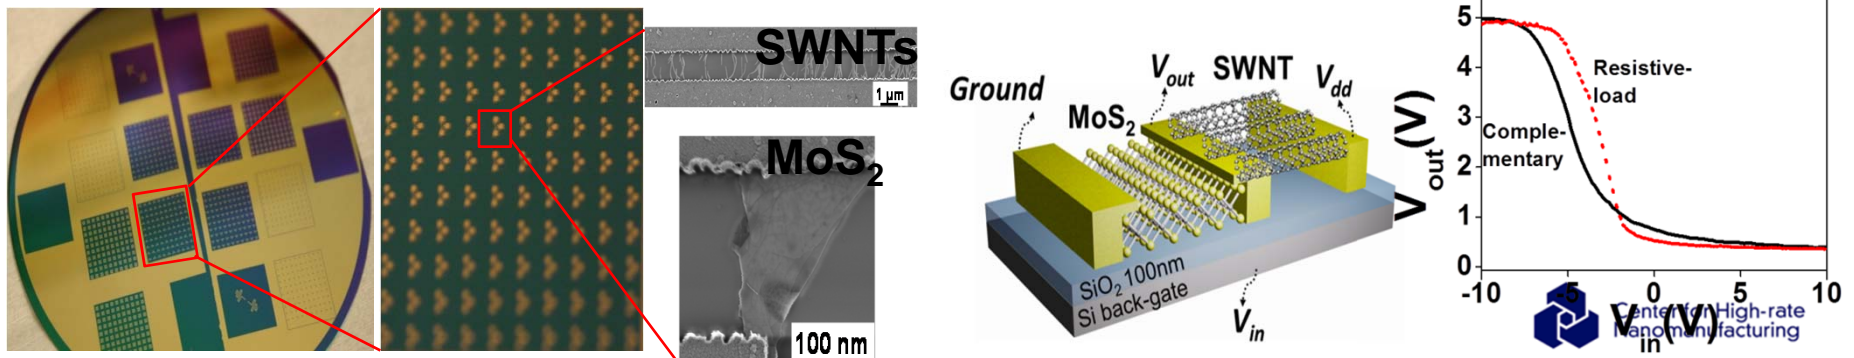 SWNTs
1 µm
MoS2
100 nm
Ground
Vout
SWNT
Vdd
MoS2
SiO2 100nm
Si back-gate
Vin
Vout (V)
5
4
3
2
1
0
Resistive-
load
Comple-
mentary
-10
-5
0
5
10
Vin (V)
Center for High-rate
Nanomanufacturing